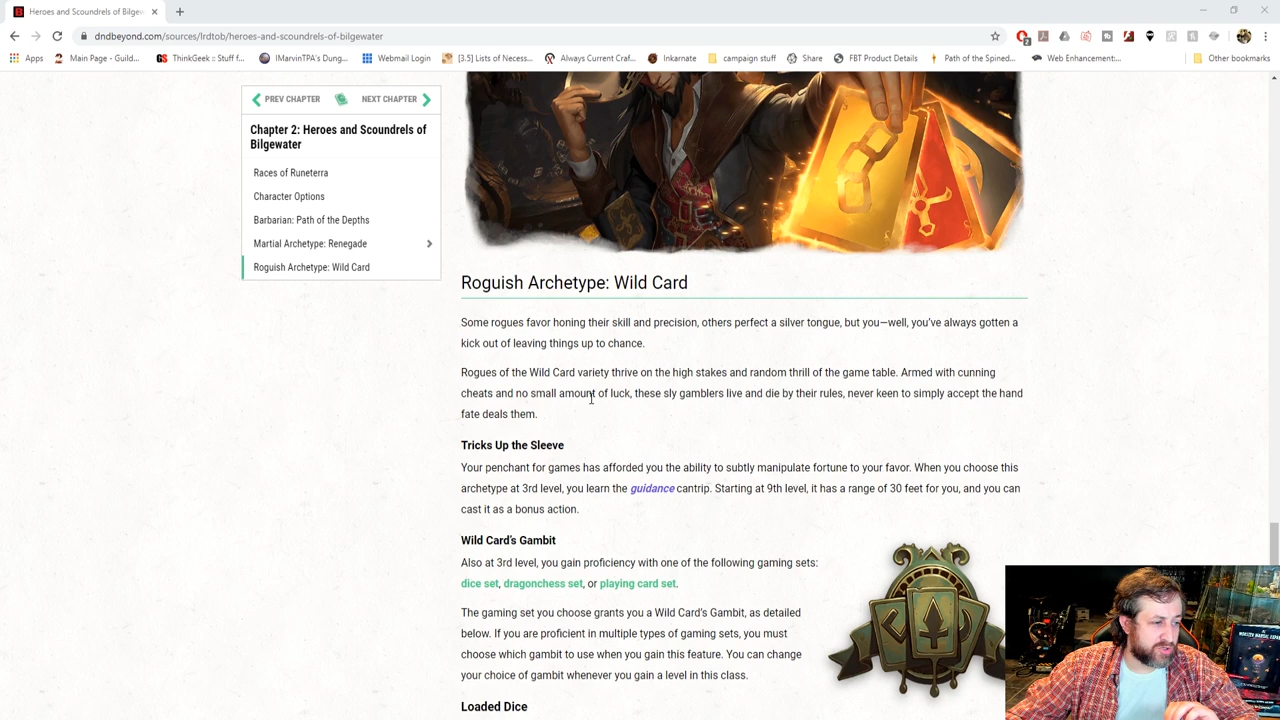 Heroes and Scoundrels of Bilgew
dndbeyond.com/sources/lrdtob/heroes-and-scoundrels-of-bilgewater
Apps
Main Page - Guild...
ThinkGeek :: Stuff f...
IMarvinTPA's Dung...
Webmail Login
[3.5] Lists of Necess...
Always Current Craf...
Inkarnate
campaign stuff
Share
FBT Product Details
Path of the Spined...
Web Enhancement:...
Other bookmarks
PREV CHAPTER
NEXT CHAPTER
Chapter 2: Heroes and Scoundrels of
Bilgewater
Races of Runeterra
Character Options
Barbarian: Path of the Depths
Martial Archetype: Renegade
Roguish Archetype: Wild Card
Roguish Archetype: Wild Card
Some rogues favor honing their skill and precision, others perfect a silver tongue, but you—well, you've always gotten a
kick out of leaving things up to chance.
Rogues of the Wild Card variety thrive on the high stakes and random thrill of the game table. Armed with cunning
cheats and no small amount of luck, these sly gamblers live and die by their rules, never keen to simply accept the hand
fate deals them.
Tricks Up the Sleeve
Your penchant for games has afforded you the ability to subtly manipulate fortune to your favor. When you choose this
archetype at 3rd level, you learn the guidance cantrip. Starting at 9th level, it has a range of 30 feet for you, and you can
cast it as a bonus action.
Wild Card's Gambit
Also at 3rd level, you gain proficiency with one of the following gaming sets:
dice set, dragonchess set, or playing card set.
The gaming set you choose grants you a Wild Card's Gambit, as detailed
below. If you are proficient in multiple types of gaming sets, you must
choose which gambit to use when you gain this feature. You can change
your choice of gambit whenever you gain a level in this class.
Loaded Dice